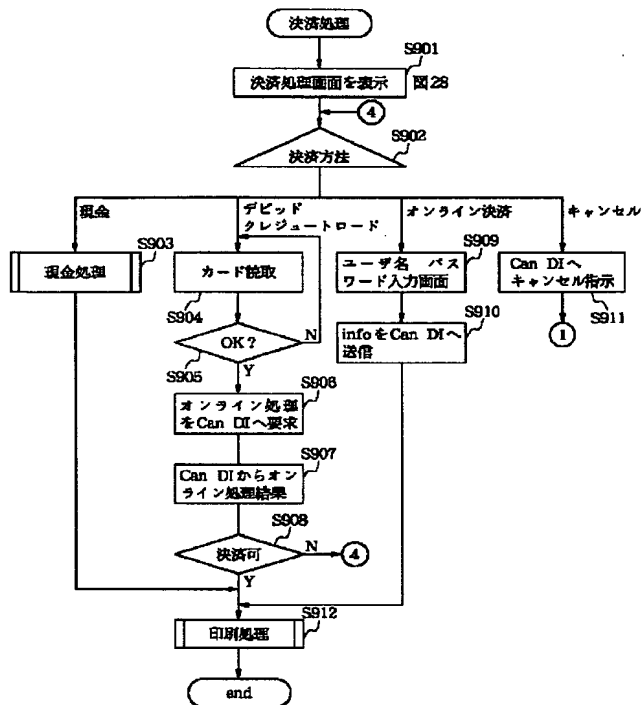 決済処理
S901
決済処理画面を表示 図28
4
S902
決済方法
現金
デビッド
クレジュートロード
オンライン決済
キャンセル
S903
現金処理
カード読取
S904
S909
ユーザ名 パス
ワード入力画面
Can DIへ
キャンセル指示
S911
S910
infoをCan DIへ
送信
1
OK?
N
S905
Y
S906
オンライン処理
をCan DIへ要求
S907
Can DIからオン
ライン処理結果
S908
決済可
N
4
Y
S912
印刷処理
end